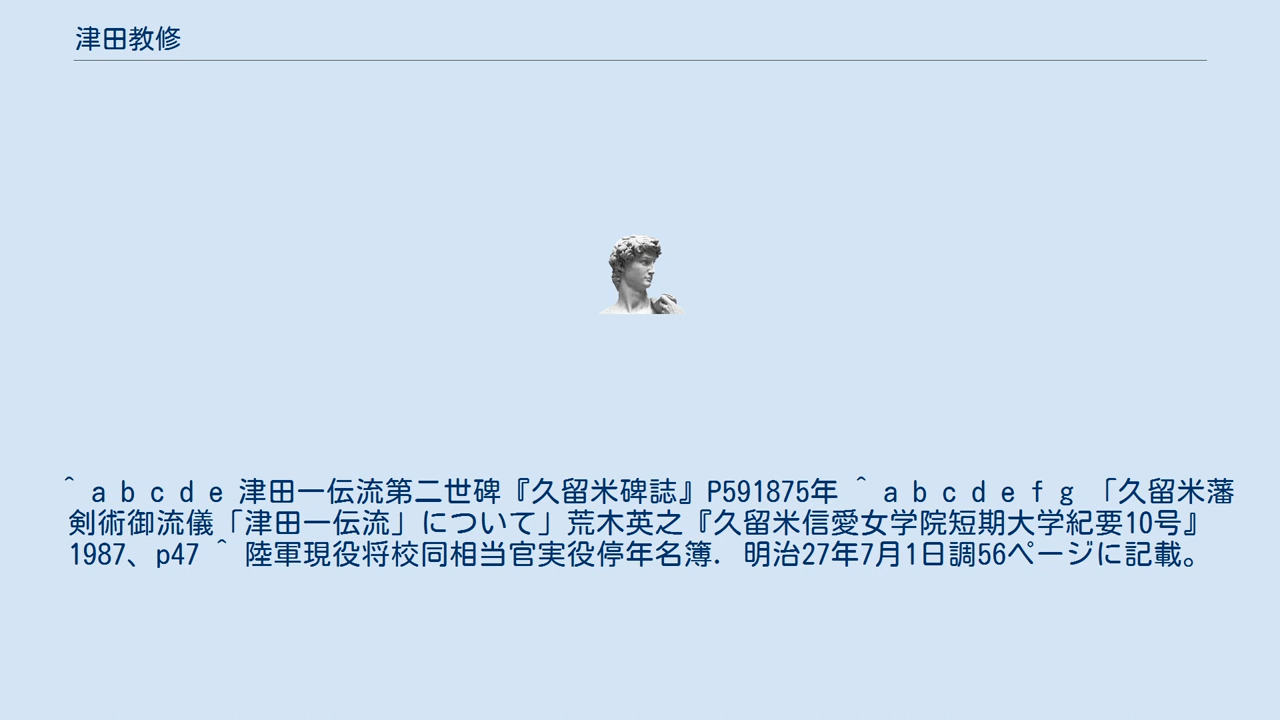 津田教修
^ a b c d e 津田一伝流第二世碑『久留米碑誌』P591875年 ^ a b c d e f g 「久留米藩
剣術御流儀「津田一伝流」について」荒木英之『久留米信愛女学院短期大学紀要10号』
1987、p47 ^ 陸軍現役将校同相当官実役停年名簿. 明治27年7月1日調56ページに記載。